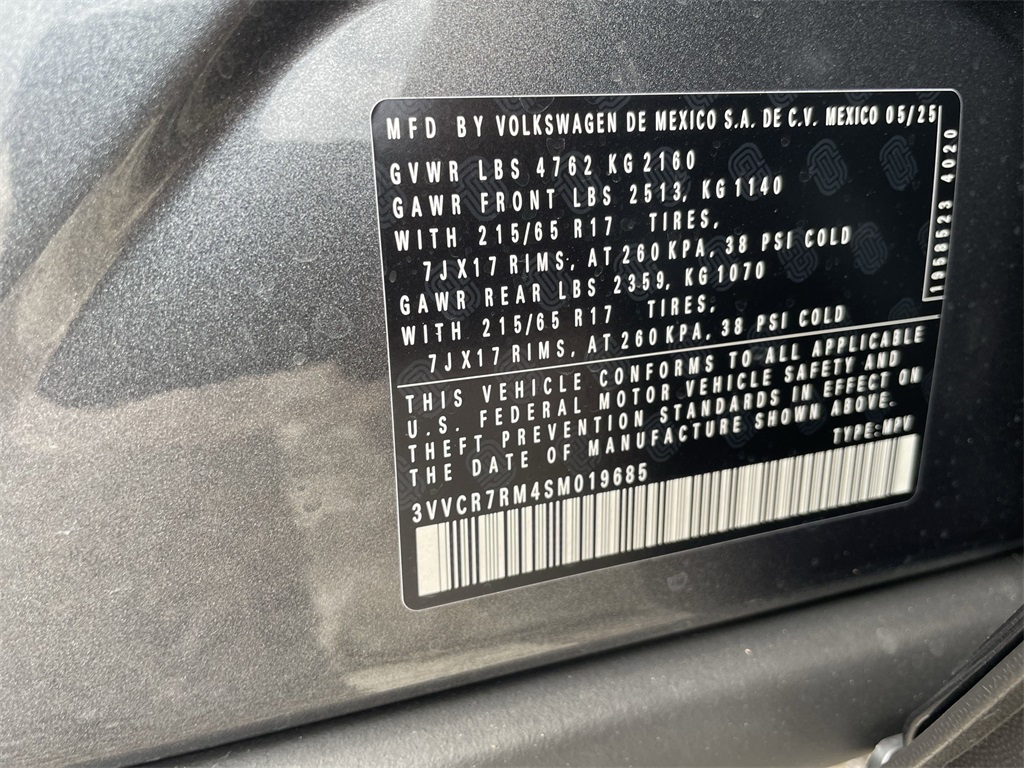 MFD BY VOLKSWAGEN DE MEXICO S.A. DE C.V. MEXICO 05/25
GVWR LBS 4762 KG 2160
GAWR FRONT LBS 2513, KG 1140
WITH 215/65 R17 TIRES,
7JX17 RIMS, AT 260 KPA, 38 PSI COLD
GAWR REAR LBS 2359, KG 1070
WITH 215/65 R17 TIRES,
7JX17 RIMS, AT 260 KPA, 38 PSI COLD
1958523 4020
THIS VEHICLE CONFORMS TO ALL APPLICABLE
U.S. FEDERAL MOTOR VEHICLE SAFETY AND
THEFT PREVENTION STANDARDS IN EFFECT ON
THE DATE OF MANUFACTURE SHOWN ABOVE.
TYPE:MPV
3VVCR7RM4SM019685